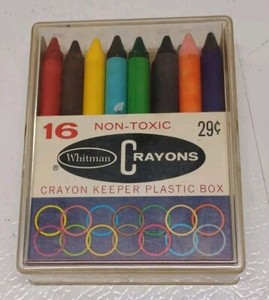 16 NON-TOXIC 29¢
® Whitman CRAYONS
CRAYON KEEPER PLASTIC BOX